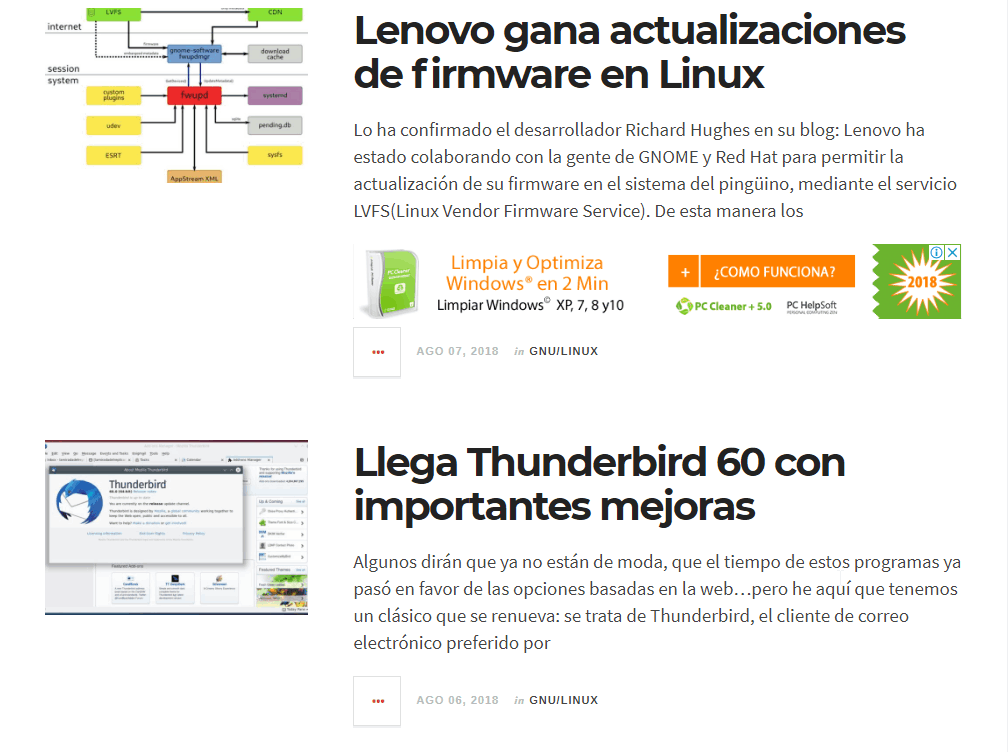 LVFS
CDN
internet
firmware
gnome-software
fwupdmgr
download
cache
session
system
custom
plugins
fwupd
systemd
udev
pending.db
ESRT
sysfs
AppStream XML
Lenovo gana actualizaciones
de firmware en Linux
Lo ha confirmado el desarrollador Richard Hughes en su blog: Lenovo ha
estado colaborando con la gente de GNOME y Red Hat para permitir la
actualización de su firmware en el sistema del pingüino, mediante el servicio
LVFS(Linux Vendor Firmware Service). De esta manera los
PC Cleaner
Limpia y Optimiza
Windows® en 2 Min
Limpiar Windows© XP, 7, 8 y10
+ ¿COMO FUNCIONA?
PC Cleaner + 5.0
PC HelpSoft
2018
AGO 07, 2018 in GNU/LINUX
Thunderbird
Llega Thunderbird 60 con
importantes mejoras
Algunos dirán que ya no están de moda, que el tiempo de estos programas ya
pasó en favor de las opciones basadas en la web…pero he aquí que tenemos
un clásico que se renueva: se trata de Thunderbird, el cliente de correo
electrónico preferido por
AGO 06, 2018 in GNU/LINUX